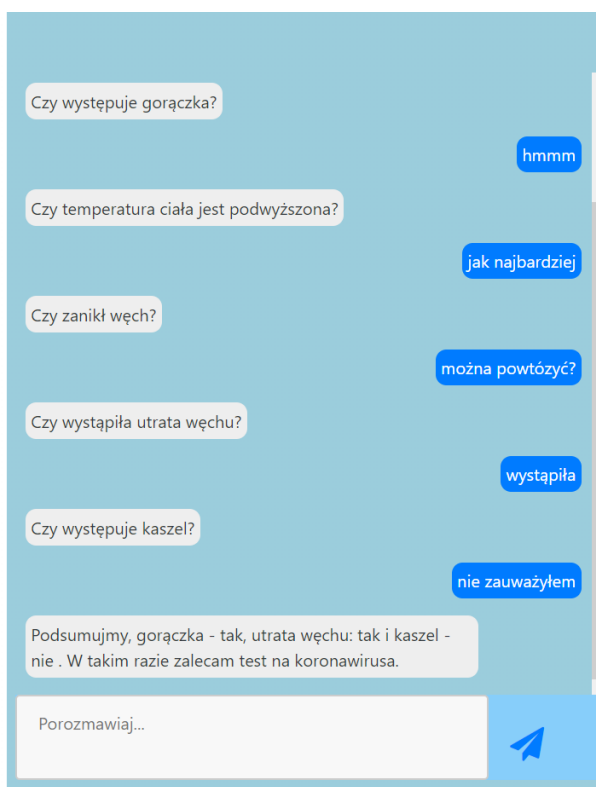 Czy występuje gorączka?
hmmm
Czy temperatura ciała jest podwyższona?
jak najbardziej
Czy zanikł węch?
można powtózyć?
Czy wystąpiła utrata węchu?
wystąpiła
Czy występuje kaszel?
nie zauważyłem
Podsumujmy, gorączka - tak, utrata węchu: tak i kaszel -
nie . W takim razie zalecam test na koronawirusa.
Porozmawiaj...